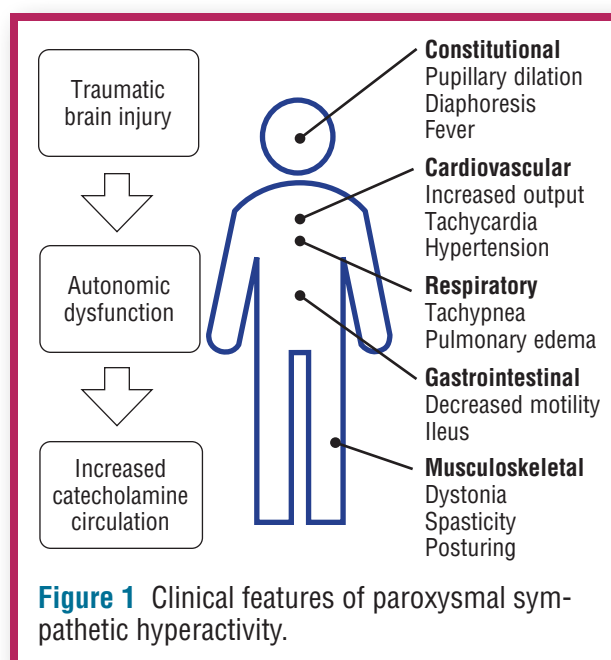 Traumatic
brain injury
Autonomic
dysfunction
Increased
catecholamine
circulation
Constitutional
Pupillary dilation
Diaphoresis
Fever
Cardiovascular
Increased output
Tachycardia
Hypertension
Respiratory
Tachypnea
Pulmonary edema
Gastrointestinal
Decreased motility
Ileus
Musculoskeletal
Dystonia
Spasticity
Posturing
Figure 1 Clinical features of paroxysmal sym-
pathetic hyperactivity.